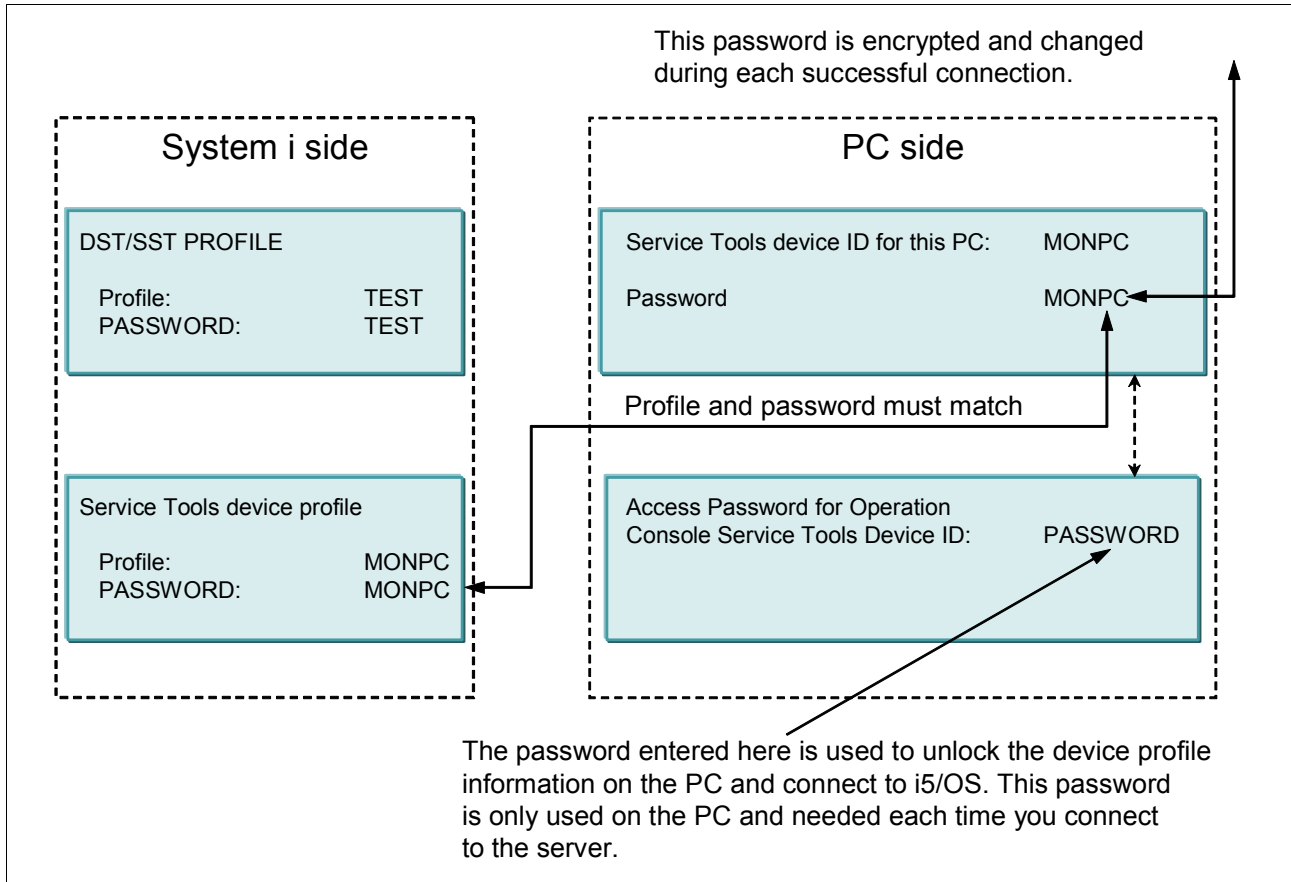 This password is encrypted and changed
during each successful connection.
System i side
PC side
DST/SST PROFILE
Profile: TEST
PASSWORD: TEST
Service Tools device ID for this PC: MONPC
Password MONPC
Profile and password must match
Service Tools device profile
Profile: MONPC
PASSWORD: MONPC
Access Password for Operation
Console Service Tools Device ID: PASSWORD
The password entered here is used to unlock the device profile
information on the PC and connect to i5/OS. This password
is only used on the PC and needed each time you connect
to the server.